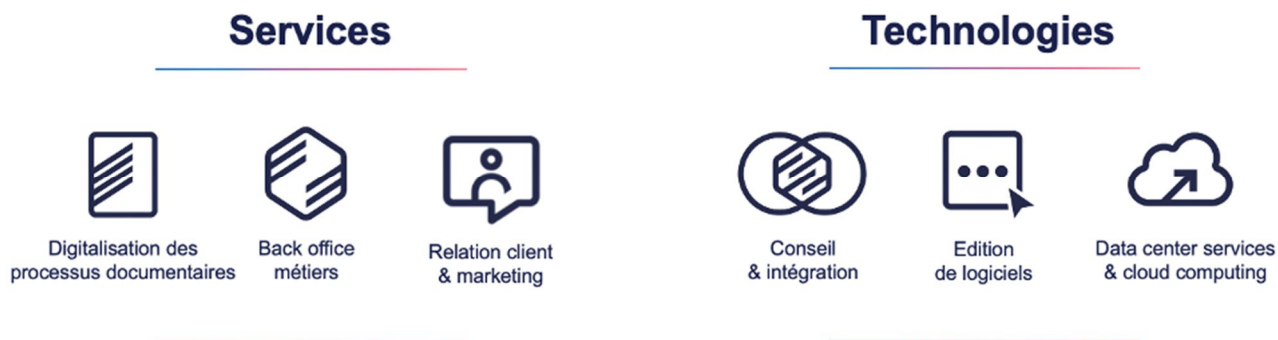 Services
Digitalisation des
processus documentaires
Back office
métiers
Relation client
& marketing
Technologies
Conseil
& intégration
Edition
de logiciels
Data center services
& cloud computing